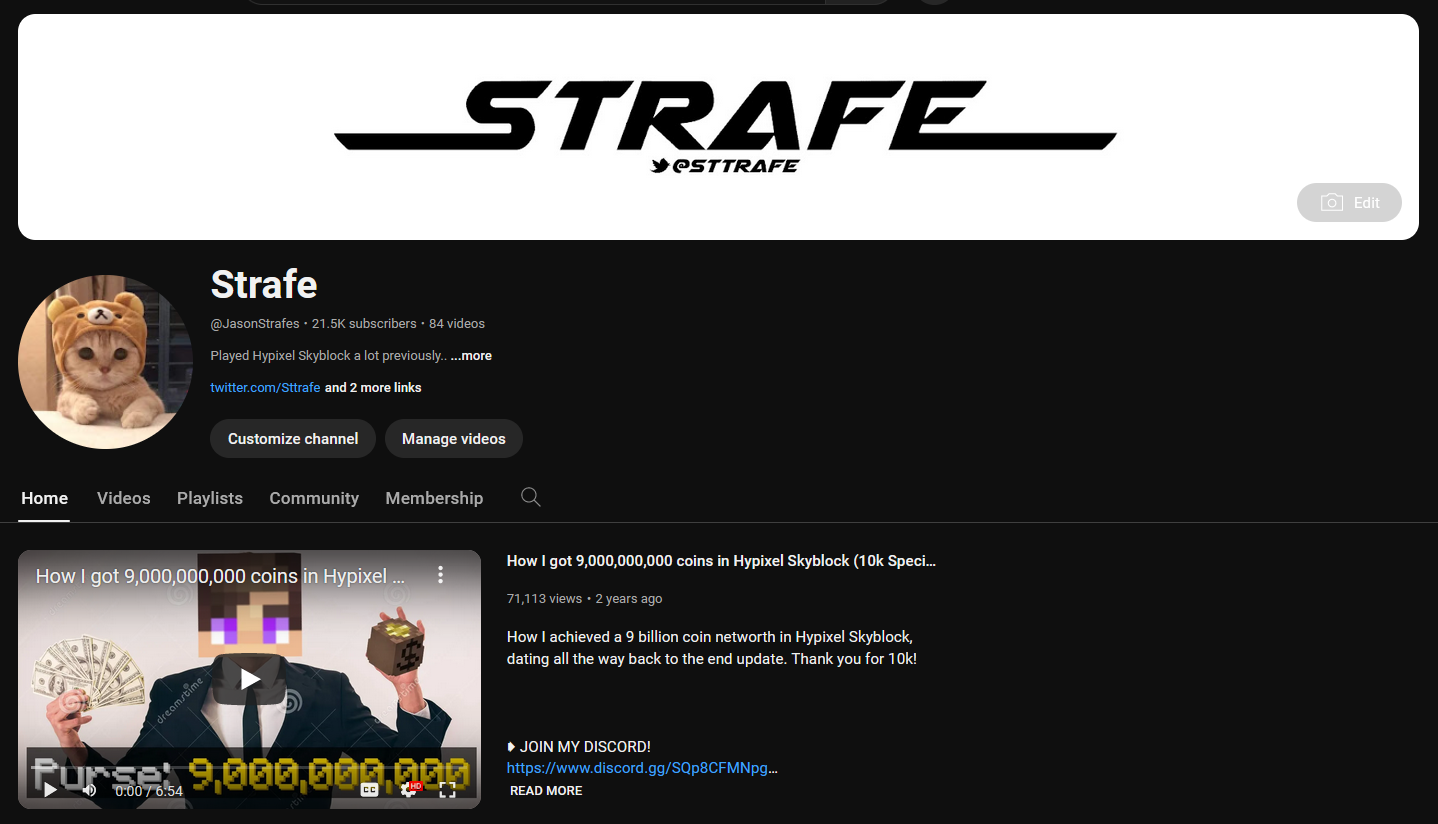 STRAFE
@STTRAFE
Edit
Strafe
@JasonStrafes • 21.5K subscribers • 84 videos
Played Hypixel Skyblock a lot previously.. ...more
twitter.com/Sttrafe and 2 more links
Customize channel
Manage videos
Home
Videos
Playlists
Community
Membership
How I got 9,000,000,000 coins in Hypixel ...
dreamstime
Purse: 9,000,000,000
0:00 / 6:54
CC
HD
How I got 9,000,000,000 coins in Hypixel Skyblock (10k Speci...
71,113 views • 2 years ago
How I achieved a 9 billion coin networth in Hypixel Skyblock,
dating all the way back to the end update. Thank you for 10k!
❥ JOIN MY DISCORD!
https://www.discord.gg/SQp8CFMNpg...
READ MORE